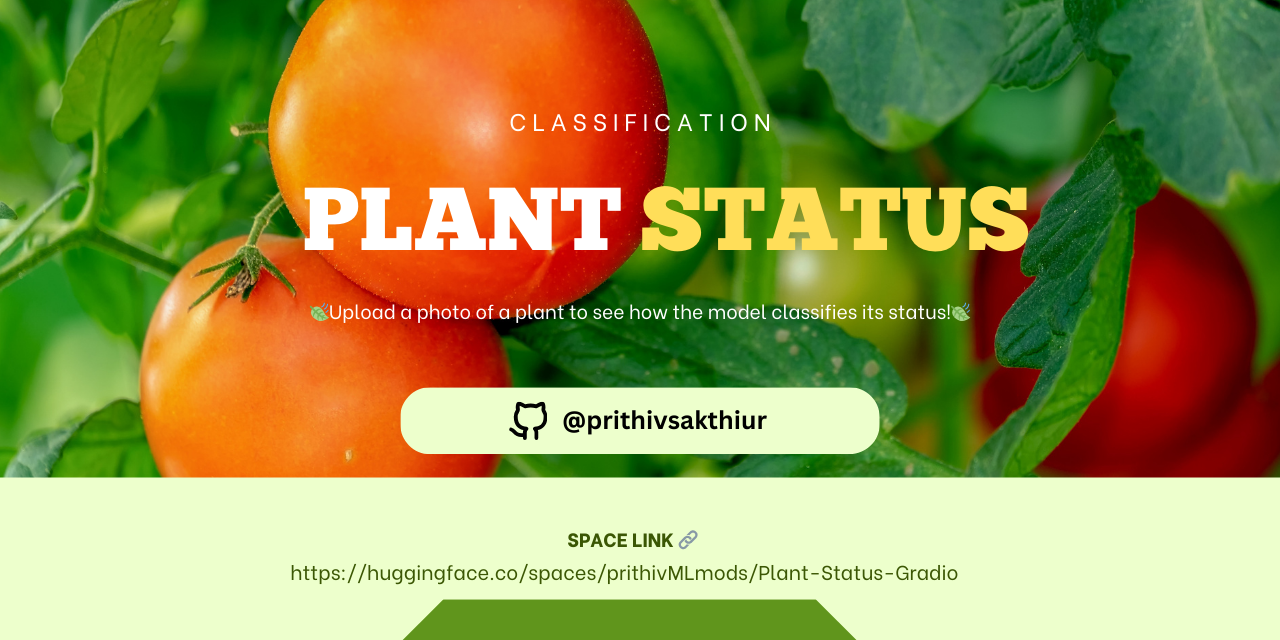 CLASSIFICATION
PLANT STATUS
🍃Upload a photo of a plant to see how the model classifies its status!🍃
@prithivsakthiur
SPACE LINK 🔗
https://huggingface.co/spaces/prithivMLmods/Plant-Status-Gradio